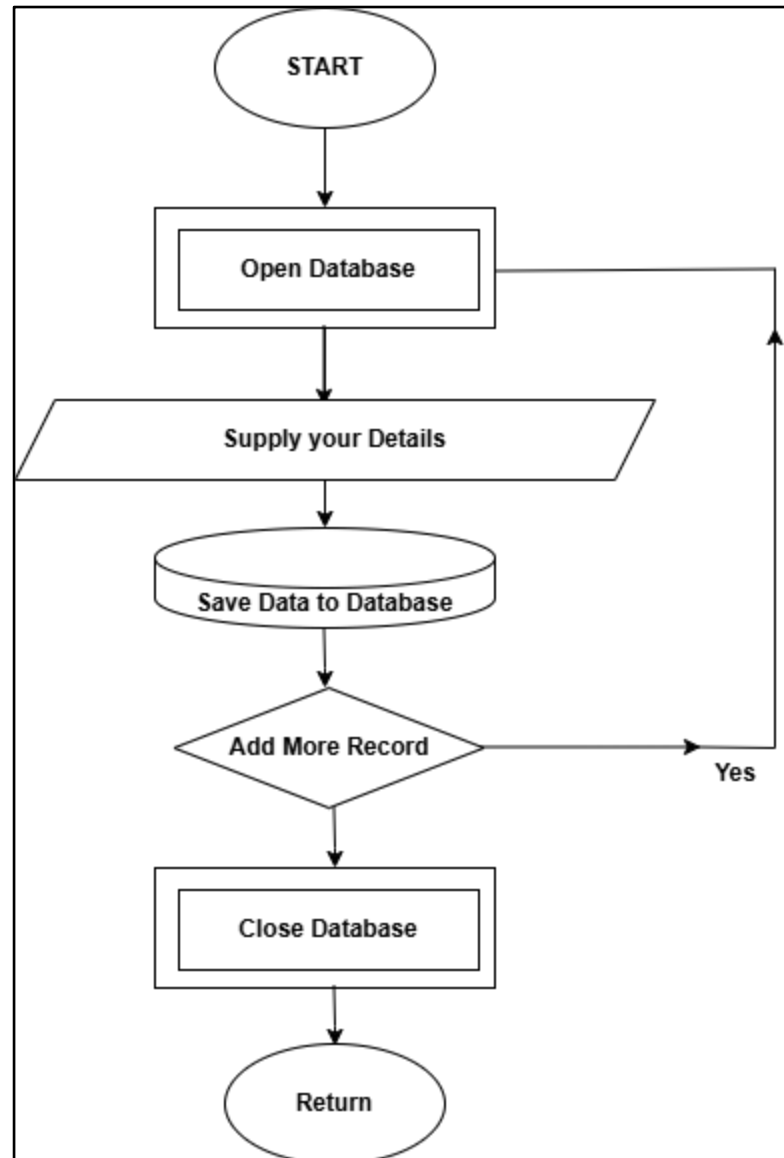 START
Open Database
Supply your Details
Save Data to Database
Add More Record
Yes
Close Database
Return